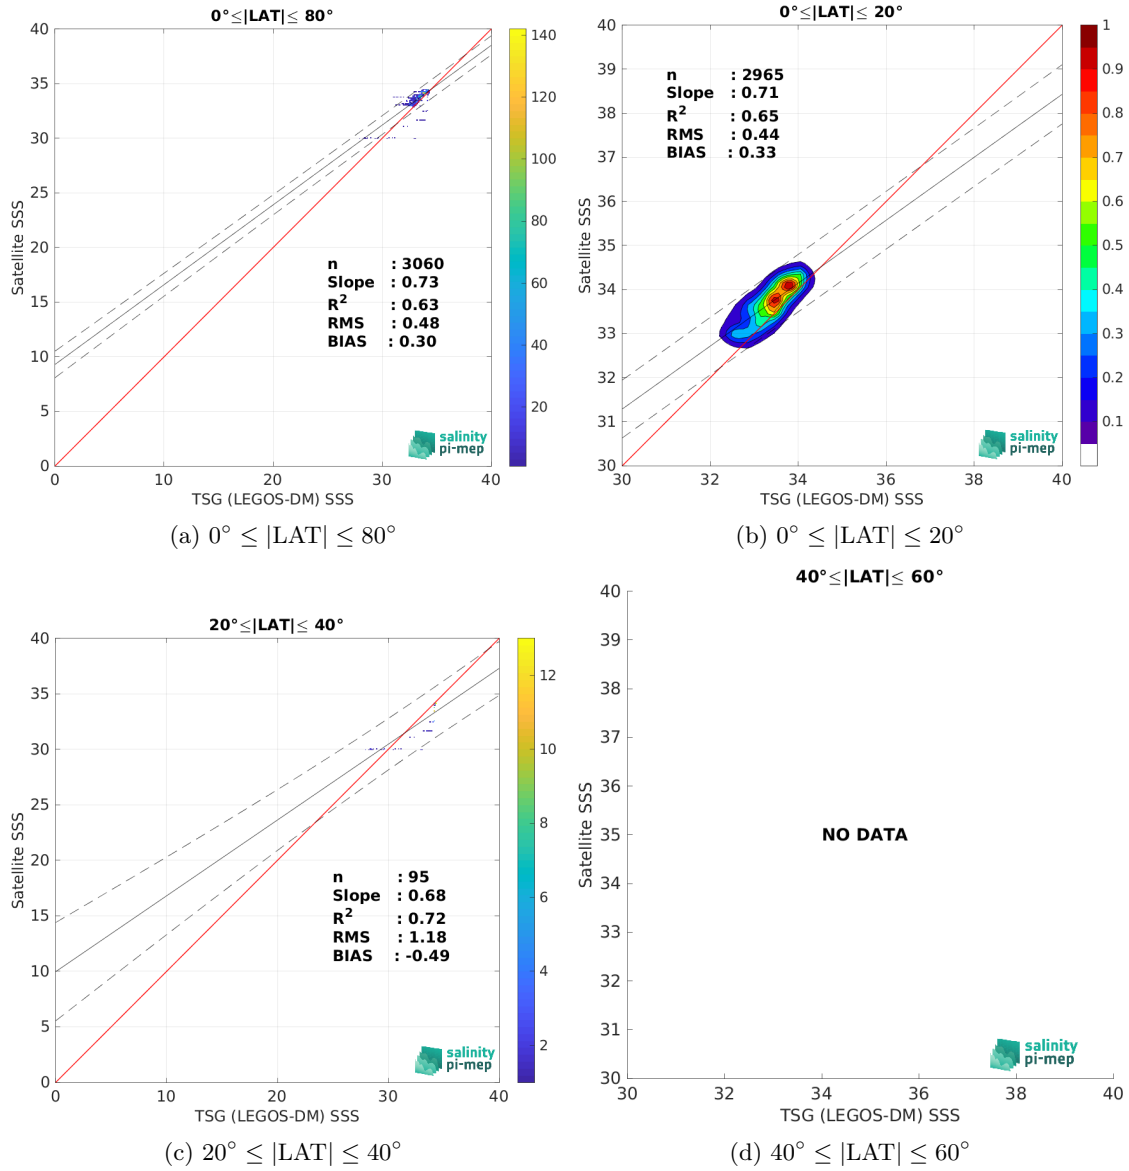 0°≤|LAT|≤ 80°
40
35
30
25
20
15
10
5
0
0
10
20
30
40
Satellite SSS
TSG (LEGOS-DM) SSS
n : 3060
Slope : 0.73
R2 : 0.63
RMS : 0.48
BIAS : 0.30
salinity
pi-mep
140
120
100
80
60
40
20
(a) 0° ≤ |LAT| ≤ 80°
0°≤|LAT|≤ 20°
40
39
38
37
36
35
34
33
32
31
30
30
32
34
36
38
40
Satellite SSS
TSG (LEGOS-DM) SSS
n : 2965
Slope : 0.71
R2 : 0.65
RMS : 0.44
BIAS : 0.33
salinity
pi-mep
1
0.9
0.8
0.7
0.6
0.5
0.4
0.3
0.2
0.1
(b) 0° ≤ |LAT| ≤ 20°
20°≤|LAT|≤ 40°
40
35
30
25
20
15
10
5
0
0
10
20
30
40
Satellite SSS
TSG (LEGOS-DM) SSS
n : 95
Slope : 0.68
R2 : 0.72
RMS : 1.18
BIAS : -0.49
salinity
pi-mep
12
10
8
6
4
2
(c) 20° ≤ |LAT| ≤ 40°
40°≤|LAT|≤ 60°
40
39
38
37
36
35
34
33
32
31
30
30
32
34
36
38
40
Satellite SSS
TSG (LEGOS-DM) SSS
NO DATA
salinity
pi-mep
(d) 40° ≤ |LAT| ≤ 60°